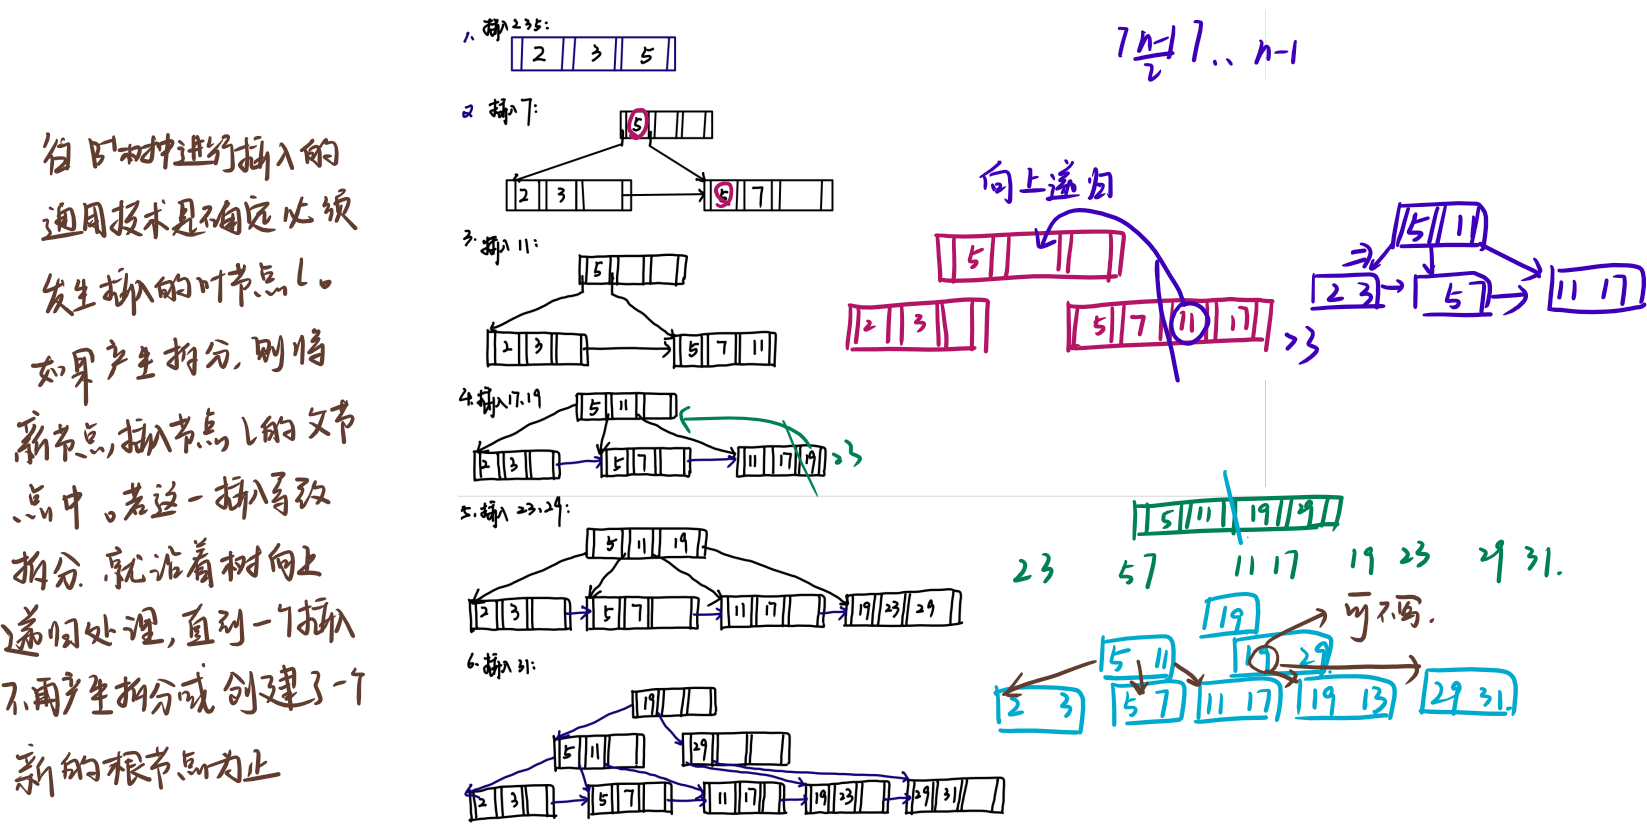 往B+树中进行插入的
通用技术是确定必须
发生插入的叶节点L。
如果产生拆分,则将
新节点,插入节点L的父节
点中。若这一插入导致
拆分,就沿着树向上
递归处理,直到一个插入
不再产生拆分或创建了一个
新的根节点为止
1. 插入2 3 5:
2 3 5
2 插入7:
5
2 3
5 7
3. 插入11:
5
2 3
5 7 11
4. 插入17,19
5 11
2 3
5 7
11 17 19
>3
5. 插入 23,29:
5 11 19
2 3
5 7
11 17
19 23 29
6. 插入31:
19
5 11
29
2 3
5 7
11 17
19 23
29 31
⌈n-1/2⌉.. n-1
向上递归
5
2 3
5 7 11 17
>3
⇒
5 11
2 3
5 7
11 17
5 11 19 29
2 3
5 7
11 17
19 23
29 31.
19
可不写.
5 11
19 29
2 3
5 7
11 17
19 13
29 31.